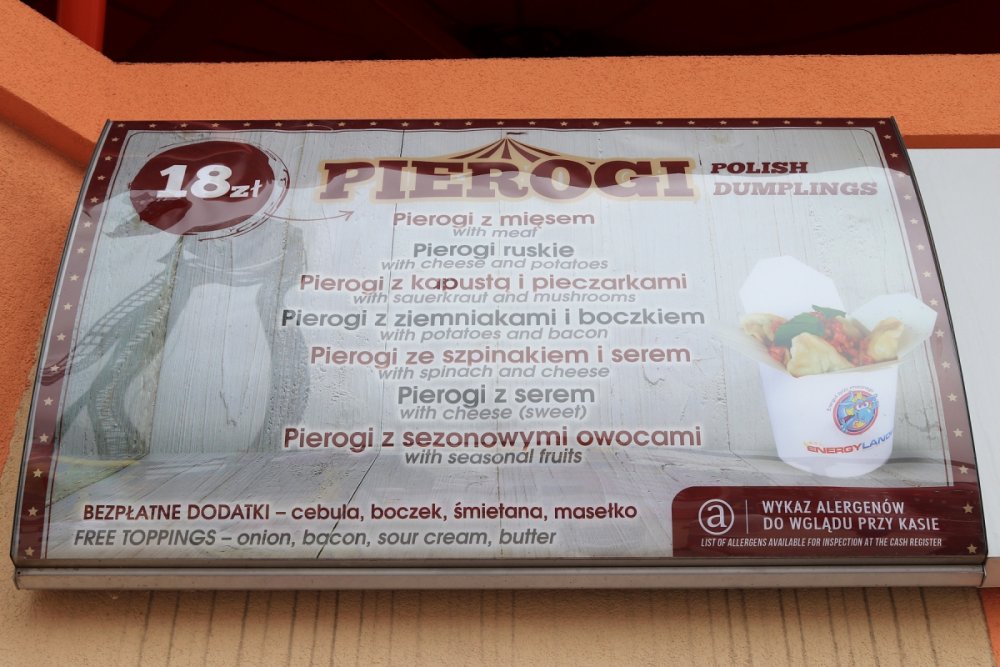 18zł
PIEROGI
POLISH
DUMPLINGS
Pierogi z mięsem
with meat
Pierogi ruskie
with cheese and potatoes
Pierogi z kapustą i pieczarkami
with sauerkraut and mushrooms
Pierogi z ziemniakami i boczkiem
with potatoes and bacon
Pierogi ze szpinakiem i serem
with spinach and cheese
Pierogi z serem
with cheese (sweet)
Pierogi z sezonowymi owocami
with seasonal fruits
ENERGYLANDIA
BEZPŁATNE DODATKI – cebula, boczek, śmietana, masełko
FREE TOPPINGS – onion, bacon, sour cream, butter
a
WYKAZ ALERGENÓW
DO WGLĄDU PRZY KASIE
LIST OF ALLERGENS AVAILABLE FOR INSPECTION AT THE CASH REGISTER